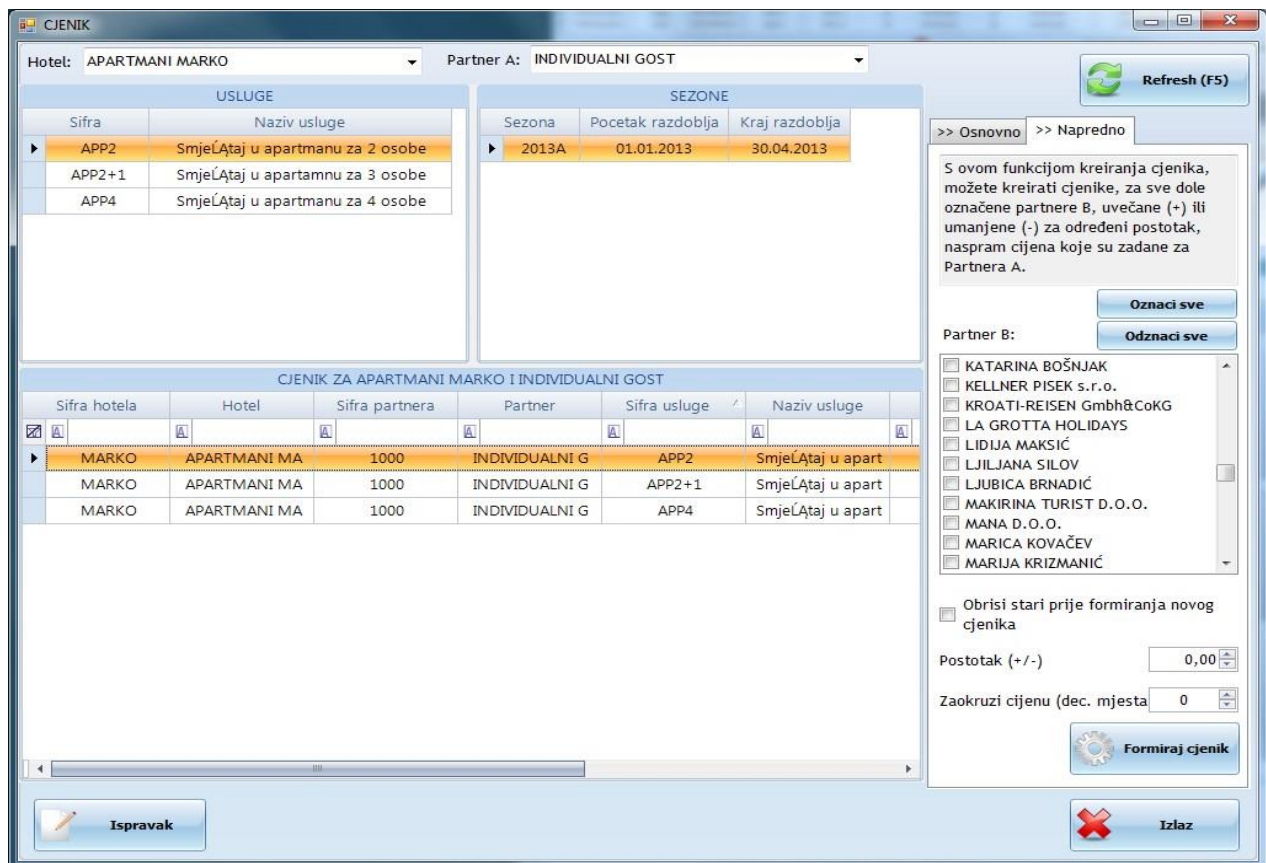 CJENIK
Hotel: APARTMANI MARKO Partner A: INDIVIDUALNI GOST
Refresh (F5)
USLUGE
Sifra Naziv usluge
APP2 SmjeĹĄtaj u apartmanu za 2 osobe
APP2+1 SmjeĹĄtaj u apartamnu za 3 osobe
APP4 SmjeĹĄtaj u apartmanu za 4 osobe
SEZONE
Sezona Pocetak razdoblja Kraj razdoblja
2013A 01.01.2013 30.04.2013
>> Osnovno >> Napredno
S ovom funkcijom kreiranja cjenika,
možete kreirati cjenike, za sve dole
označene partnere B, uvečane (+) ili
umanjene (-) za određeni postotak,
naspram cijena koje su zadane za
Partnera A.
Oznaci sve
Partner B: Odznaci sve
KATARINA BOŠNJAK
KELLNER PISEK s.r.o.
KROATI-REISEN Gmbh&CoKG
LA GROTTA HOLIDAYS
LIDIJA MAKSIĆ
LJILJANA SILOV
LJUBICA BRNADIĆ
MAKIRINA TURIST D.O.O.
MANA D.O.O.
MARICA KOVAČEV
MARIJA KRIZMANIĆ
Obrisi stari prije formiranja novog
cjenika
Postotak (+/-) 0,00
Zaokruzi cijenu (dec. mjesta 0
Formiraj cjenik
CJENIK ZA APARTMANI MARKO I INDIVIDUALNI GOST
Sifra hotela Hotel Sifra partnera Partner Sifra usluge Naziv usluge
A A A A A A A
MARKO APARTMANI MA 1000 INDIVIDUALNI G APP2 SmjeĹĄtaj u apart
MARKO APARTMANI MA 1000 INDIVIDUALNI G APP2+1 SmjeĹĄtaj u apart
MARKO APARTMANI MA 1000 INDIVIDUALNI G APP4 SmjeĹĄtaj u apart
Ispravak
Izlaz